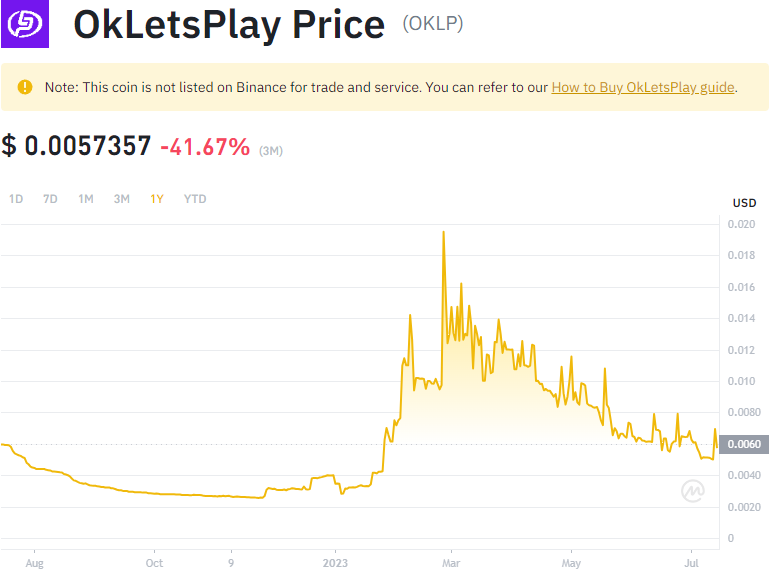 OkLetsPlay Price (OKLP)
Note: This coin is not listed on Binance for trade and service. You can refer to our How to Buy OkLetsPlay guide.
$ 0.0057357 -41.67% (3M)
1D 7D 1M 3M 1Y YTD
USD
0.020
0.018
0.016
0.014
0.012
0.010
0.0080
0.0060
0.0040
0.0020
0
Aug Oct 9 2023 Mar May Jul